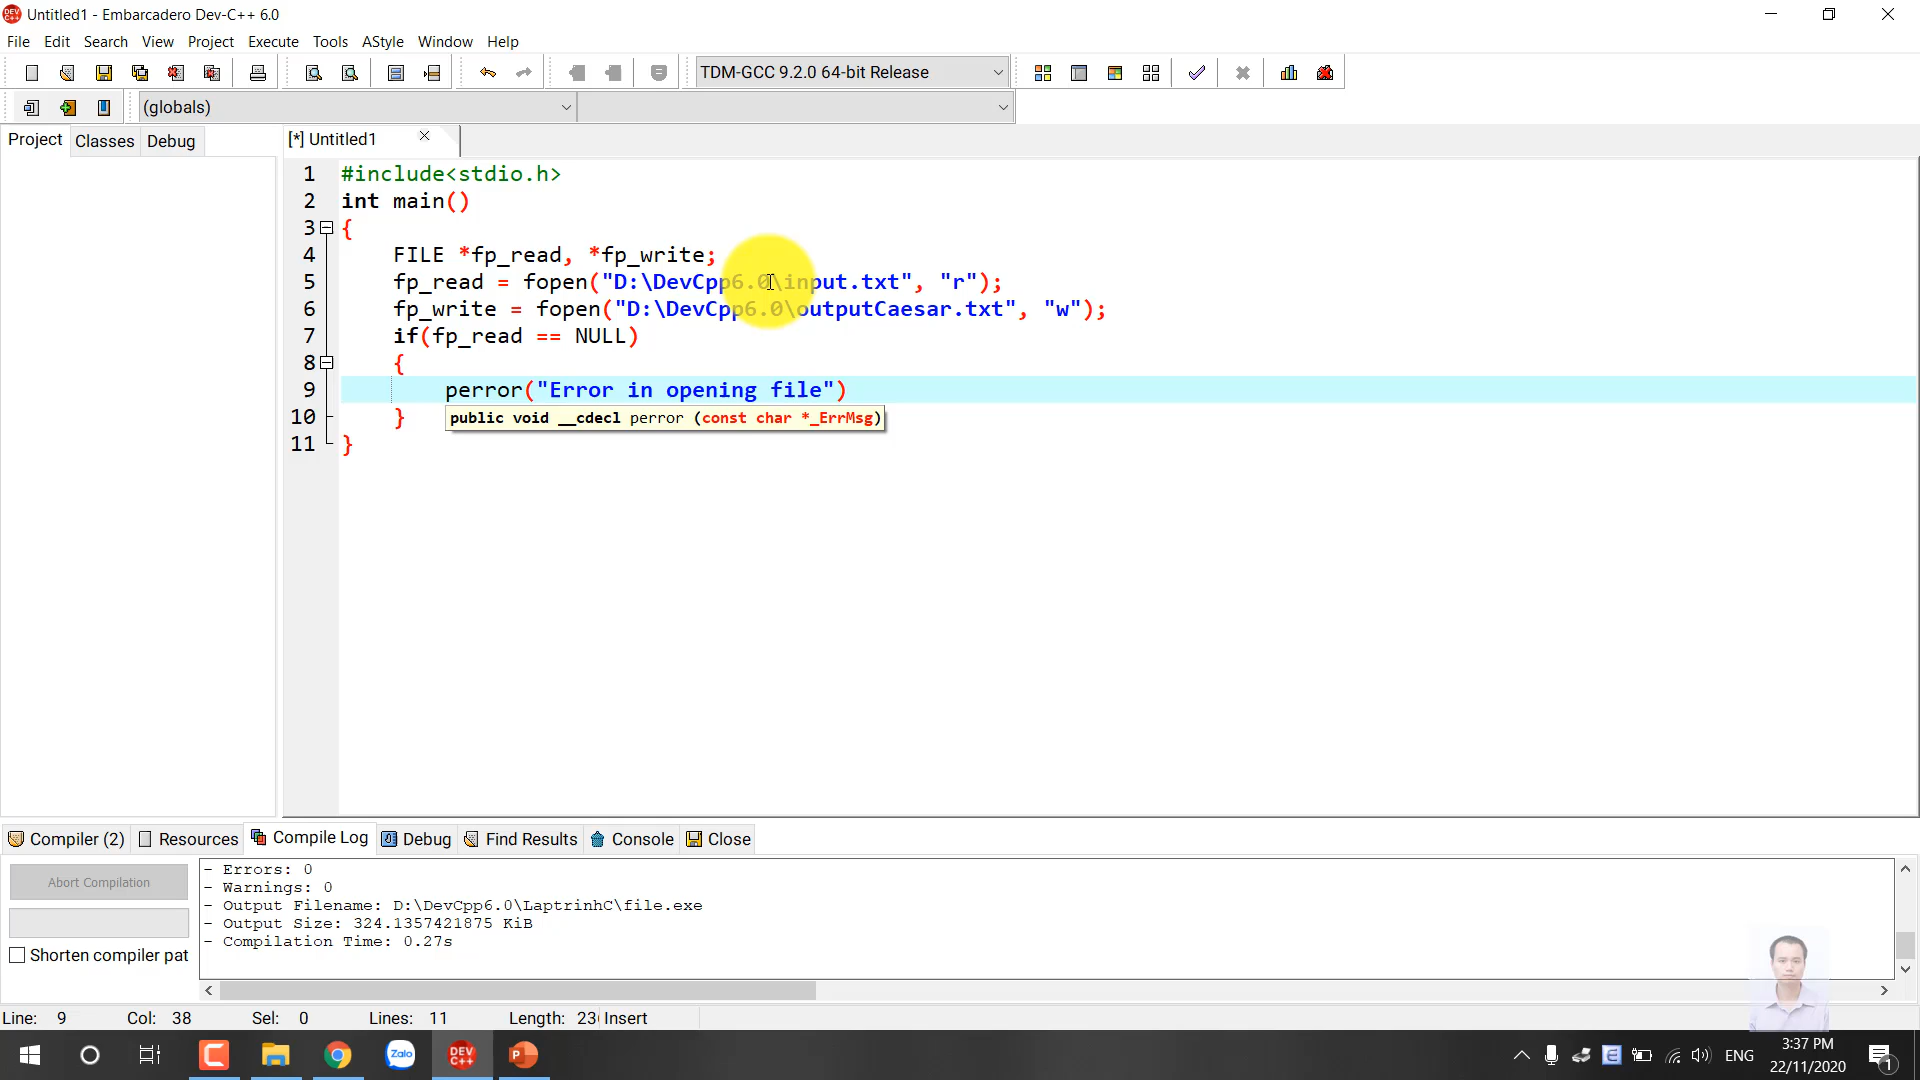 Untitled1 - Embarcadero Dev-C++ 6.0
File Edit Search View Project Execute Tools AStyle Window Help
TDM-GCC 9.2.0 64-bit Release
(globals)
Project Classes Debug [*] Untitled1
1 #include<stdio.h>
2 int main()
3 {
4 FILE *fp_read, *fp_write;
5 fp_read = fopen("D:\DevCpp6.0\input.txt", "r");
6 fp_write = fopen("D:\DevCpp6.0\outputCaesar.txt", "w");
7 if(fp_read == NULL)
8 {
9 perror("Error in opening file")
10 } public void __cdecl perror (const char *_ErrMsg)
11 }
Compiler (2) Resources Compile Log Debug Find Results Console Close
Abort Compilation
Shorten compiler pat
- Errors: 0
- Warnings: 0
- Output Filename: D:\DevCpp6.0\LaptrinhC\file.exe
- Output Size: 324.1357421875 KiB
- Compilation Time: 0.27s
Line: 9 Col: 38 Sel: 0 Lines: 11 Length: 23 Insert
Zalo DEV C++ P ENG
3:37 PM
22/11/2020
1